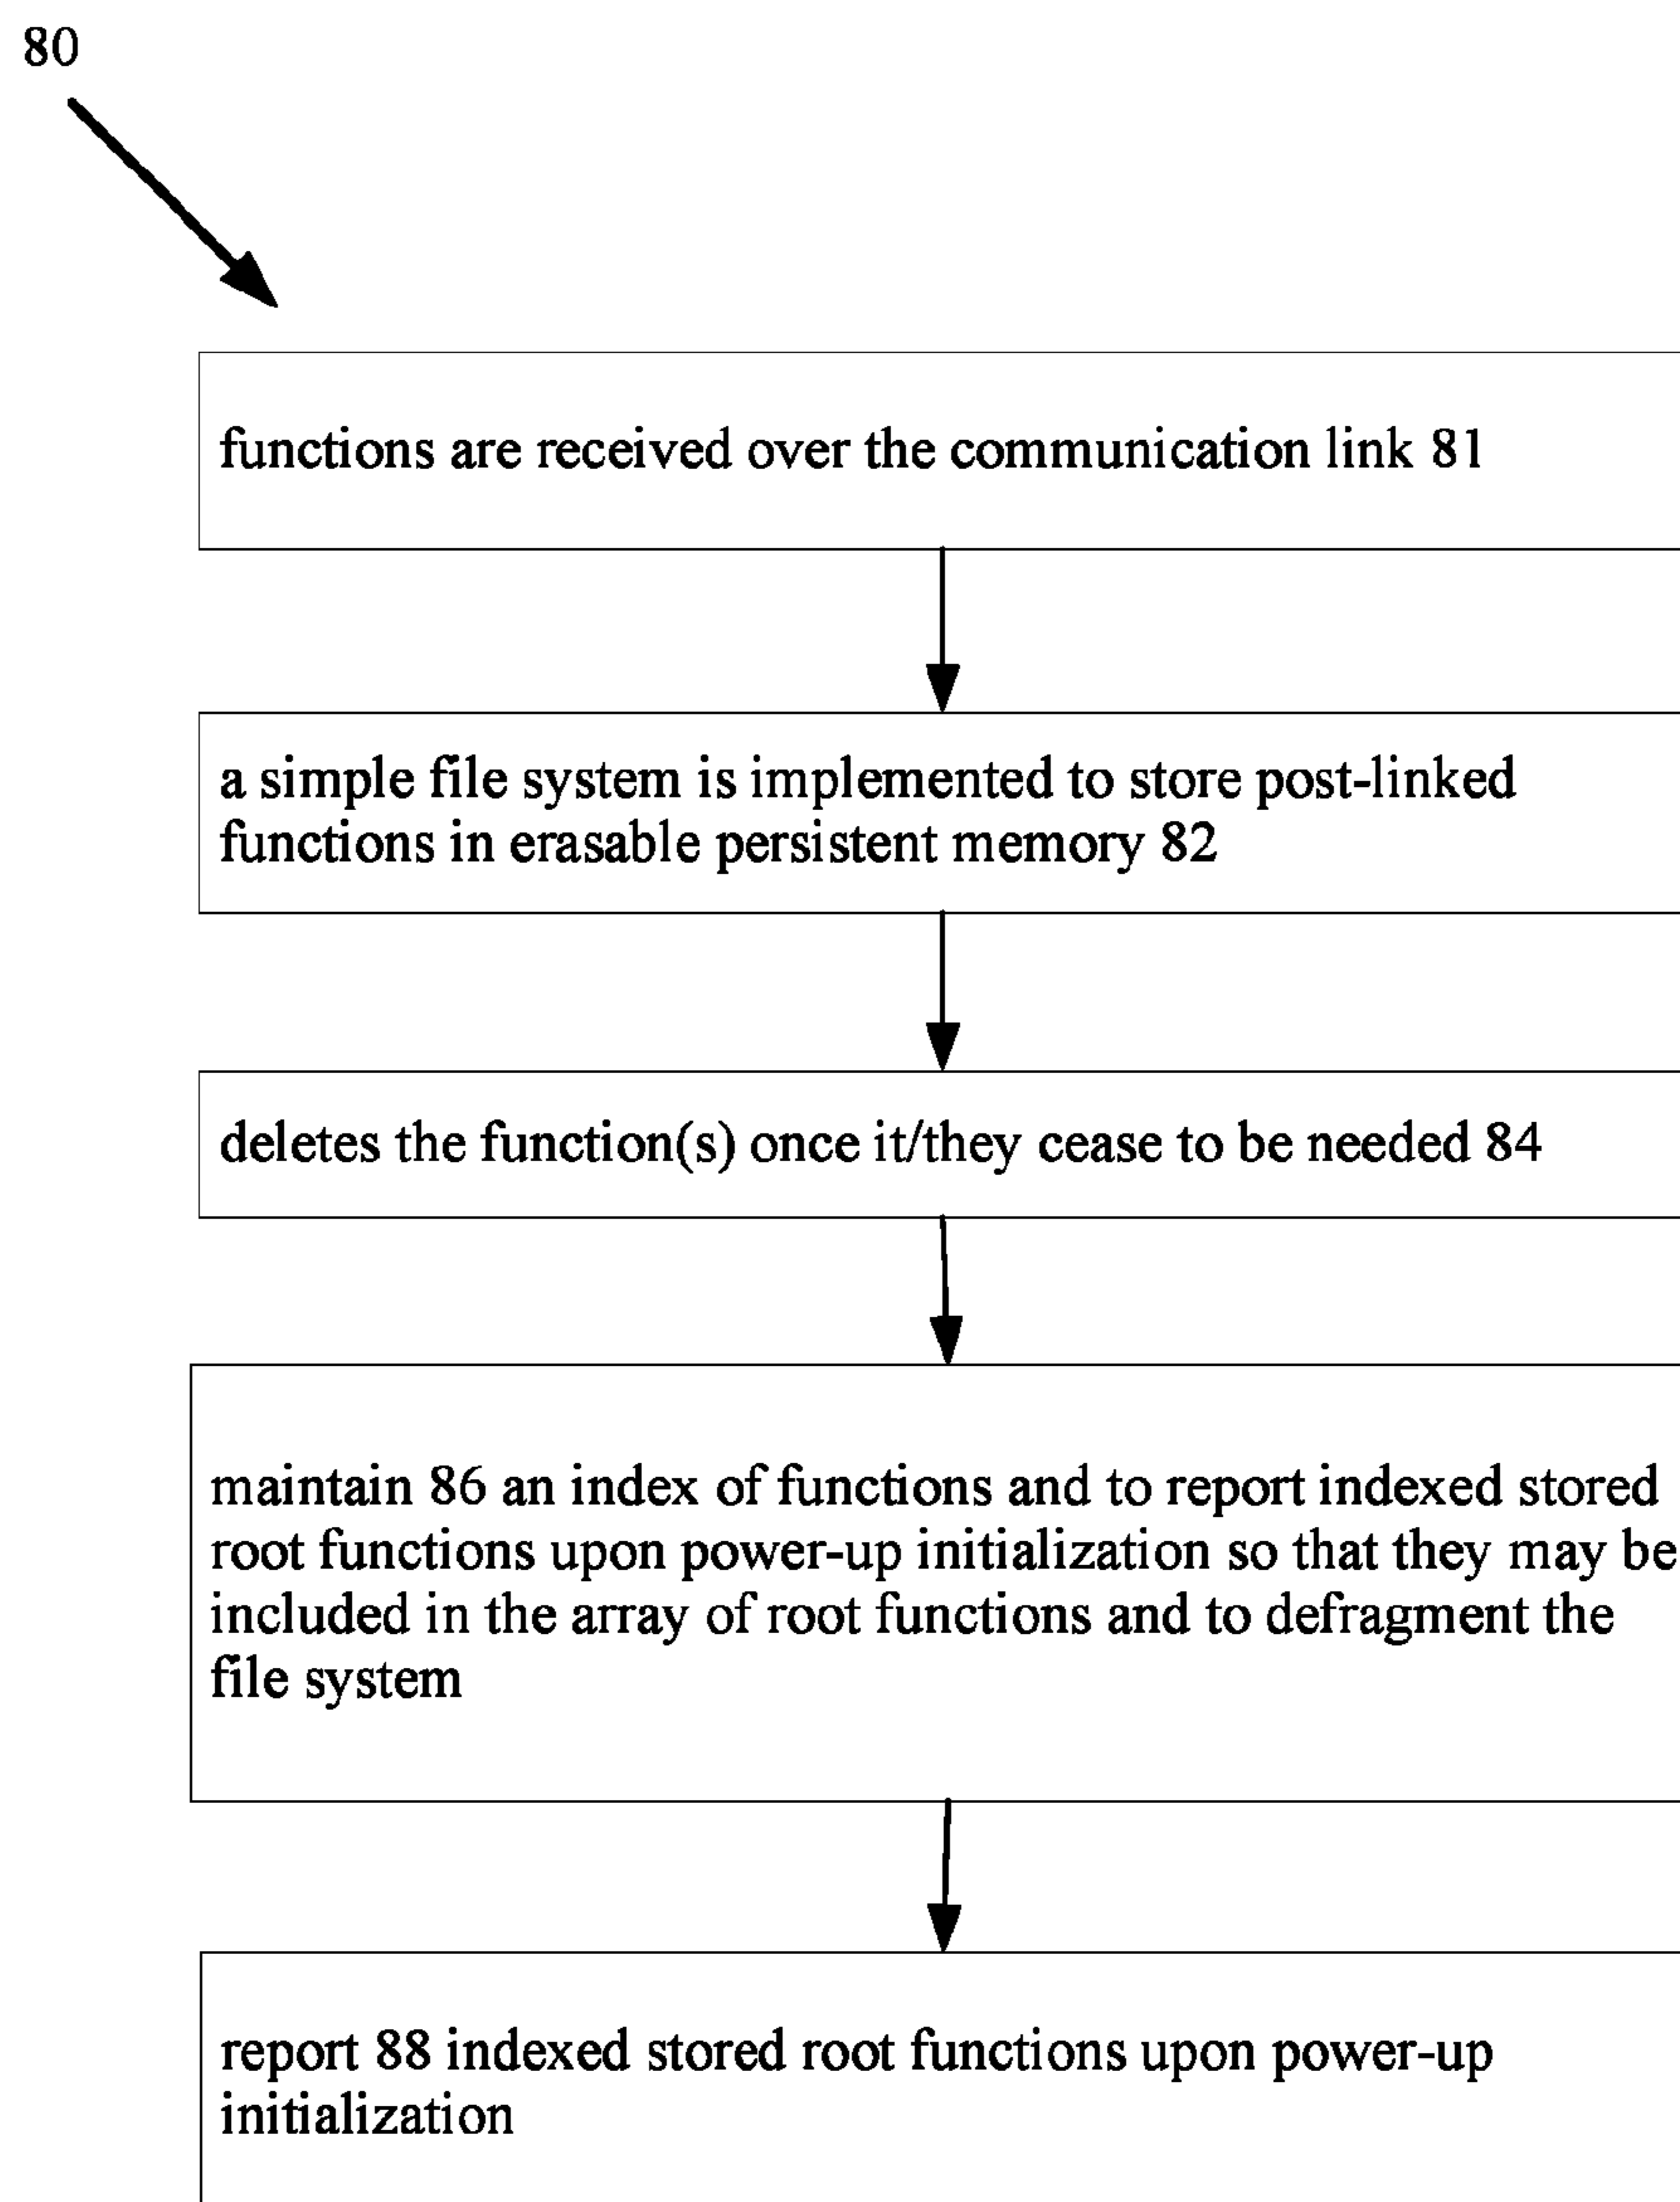 80
functions are received over the communication link 81
a simple file system is implemented to store post-linked
functions in erasable persistent memory 82
deletes the function(s) once it/they cease to be needed 84
maintain 86 an index of functions and to report indexed stored
root functions upon power-up initialization so that they may be
included in the array of root functions and to defragment the
file system
report 88 indexed stored root functions upon power-up
initialization